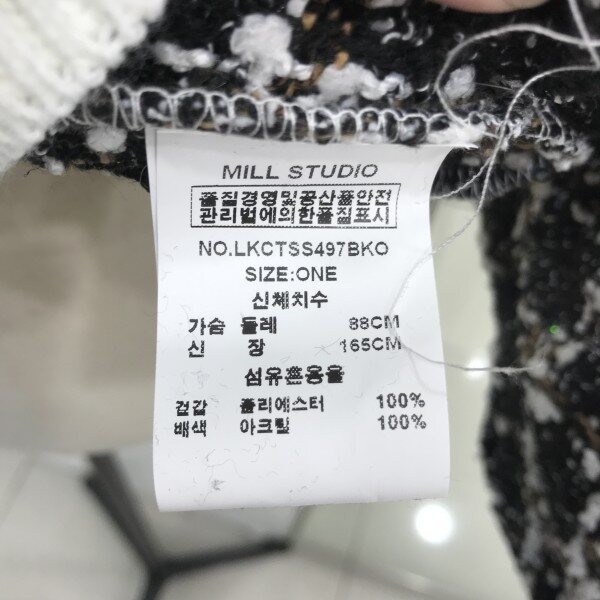 MILL STUDIO
품질경영및공산품안전
관리법에의한품질표시
NO.LKCTSS497BKO
SIZE:ONE
신체치수
가슴 둘레 88CM
신 장 165CM
섬유혼용율
겉감 폴리에스터 100%
배색 아크릴 100%